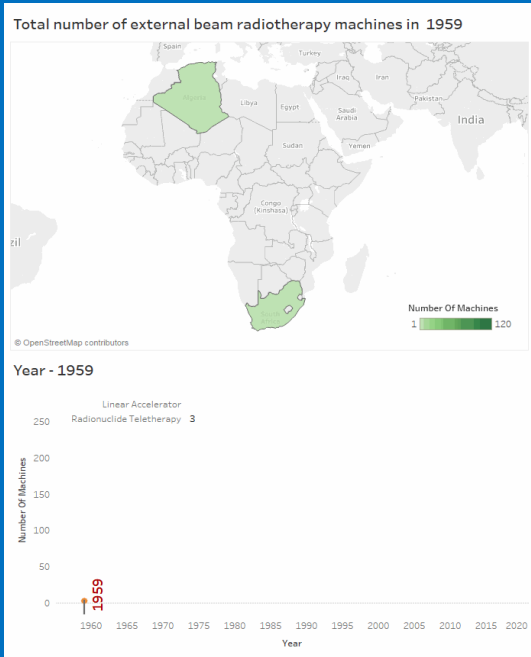 Total number of external beam radiotherapy machines in 1959
Spain
Turkey
Iraq
Iran
Algeria
Libya
Egypt
Pakistan
Saudi
Arabia
India
Sudan
Yemen
Congo
(Kinshasa)
zil
South
Africa
Number Of Machines
1
120
© OpenStreetMap contributors
Year - 1959
Linear Accelerator
Radionuclide Teletherapy 3
Number Of Machines
250
200
150
100
50
0
1959
1960 1965 1970 1975 1980 1985 1990 1995 2000 2005 2010 2015 2020
Year